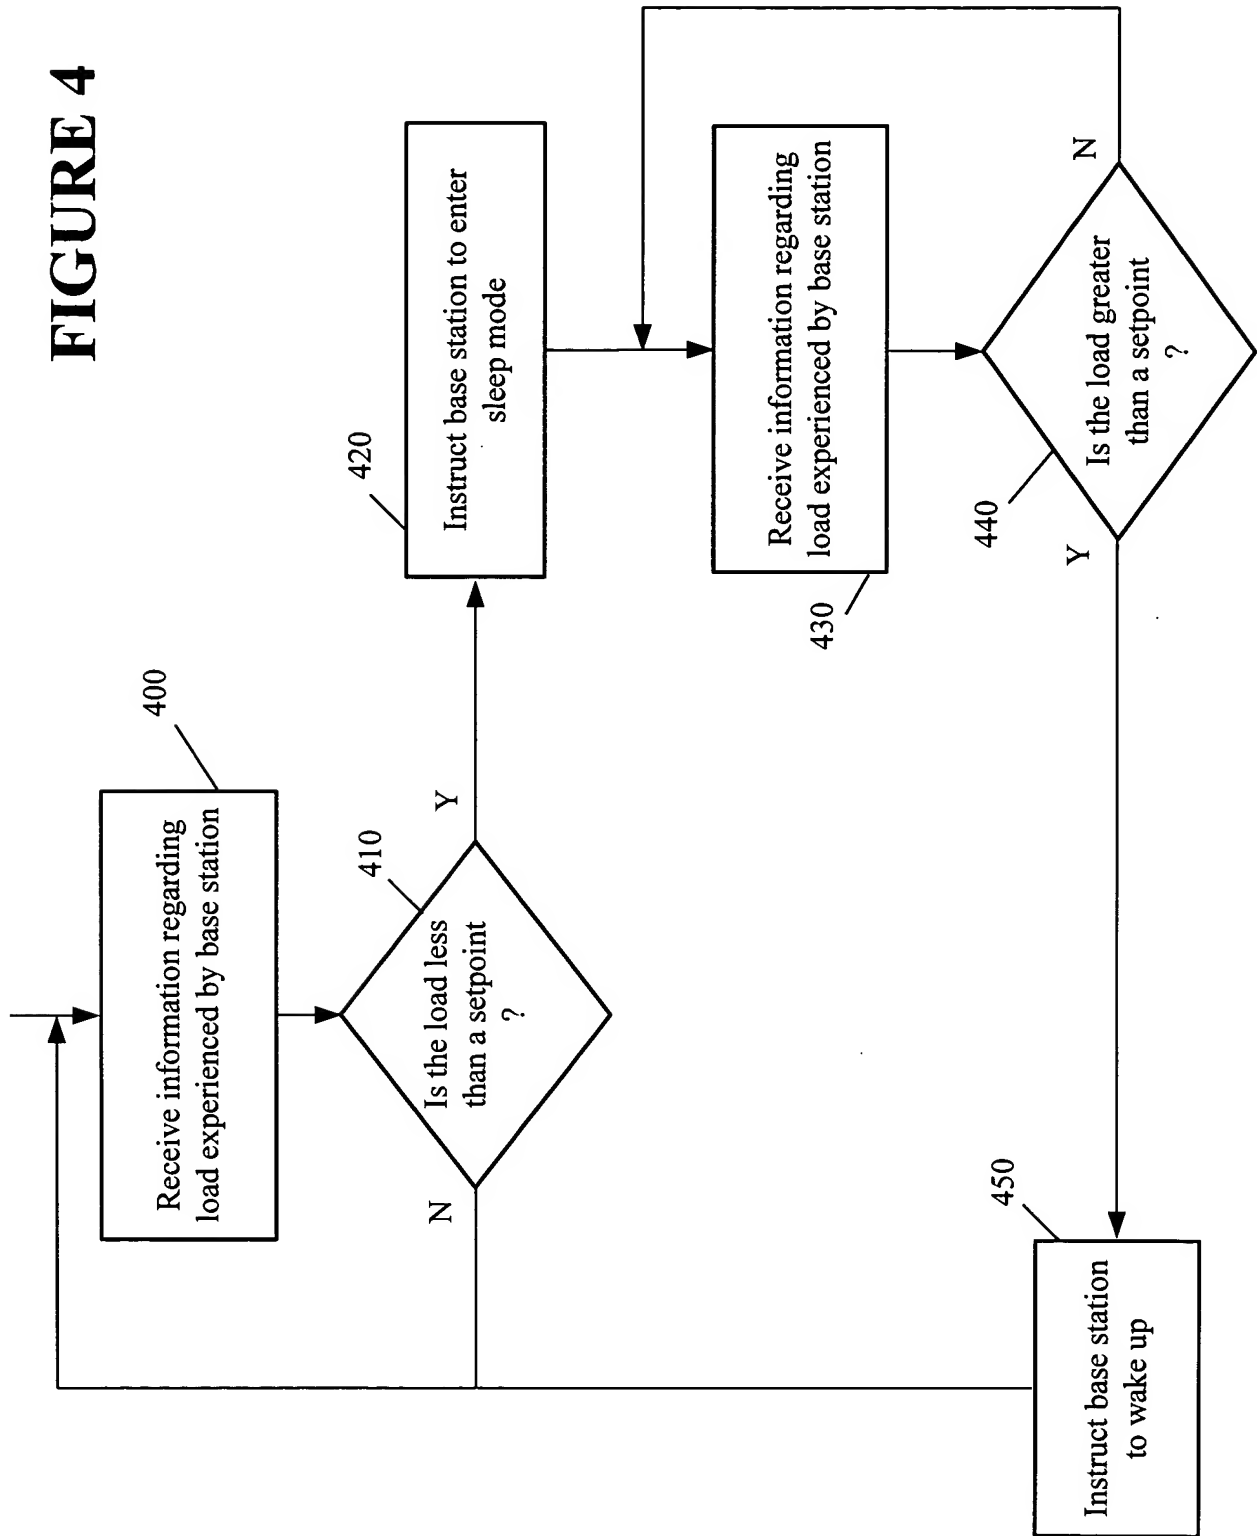 FIGURE 4
400
Receive information regarding
load experienced by base station
410
Is the load less
than a setpoint
?
N
Y
420
Instruct base station to enter
sleep mode
430
Receive information regarding
load experienced by base station
440
Is the load greater
than a setpoint
?
Y
N
450
Instruct base station
to wake up